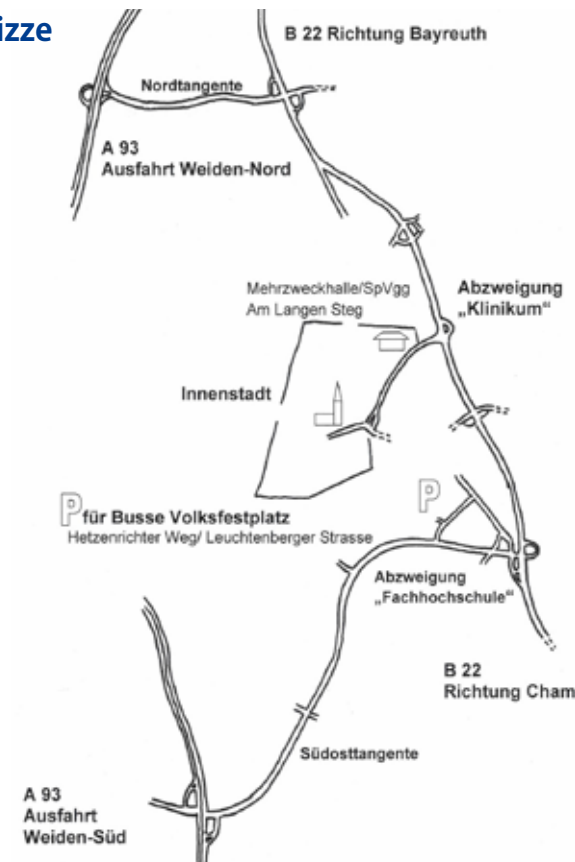 izze
B 22 Richtung Bayreuth
Nordtangente
A 93
Ausfahrt Weiden-Nord
Mehrzweckhalle/SpVgg
Am Langen Steg
Abzweigung
„Klinikum“
Innenstadt
P
P für Busse Volksfestplatz
Hetzenrichter Weg/ Leuchtenberger Strasse
Abzweigung
„Fachhochschule“
B 22
Richtung Cham
Südosttangente
A 93
Ausfahrt
Weiden-Süd